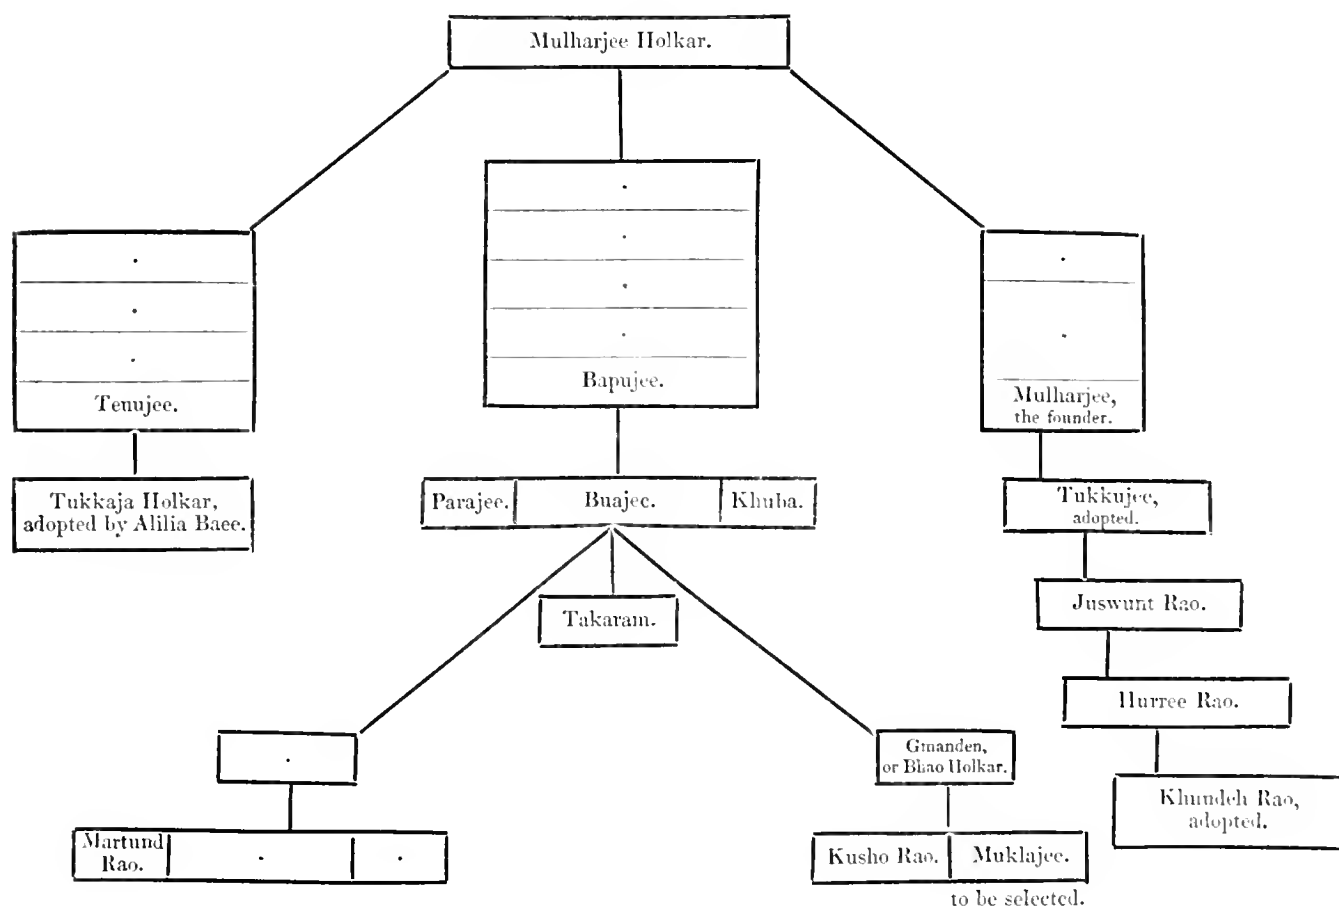 Mulharjee Holkar.
Tenujee.
Bapujee.
Mulharjee,
the founder.
Tukkaja Holkar,
adopted by Alilia Baee.
Parajee.
Buajee.
Khuba.
Tukkujee,
adopted.
Takaram.
Juswunt Rao.
Hurree Rao.
Gmanden,
or Bhao Holkar.
Khundeh Rao,
adopted.
Martund
Rao.
Kusho Rao.
Muklajee.
to be selected.